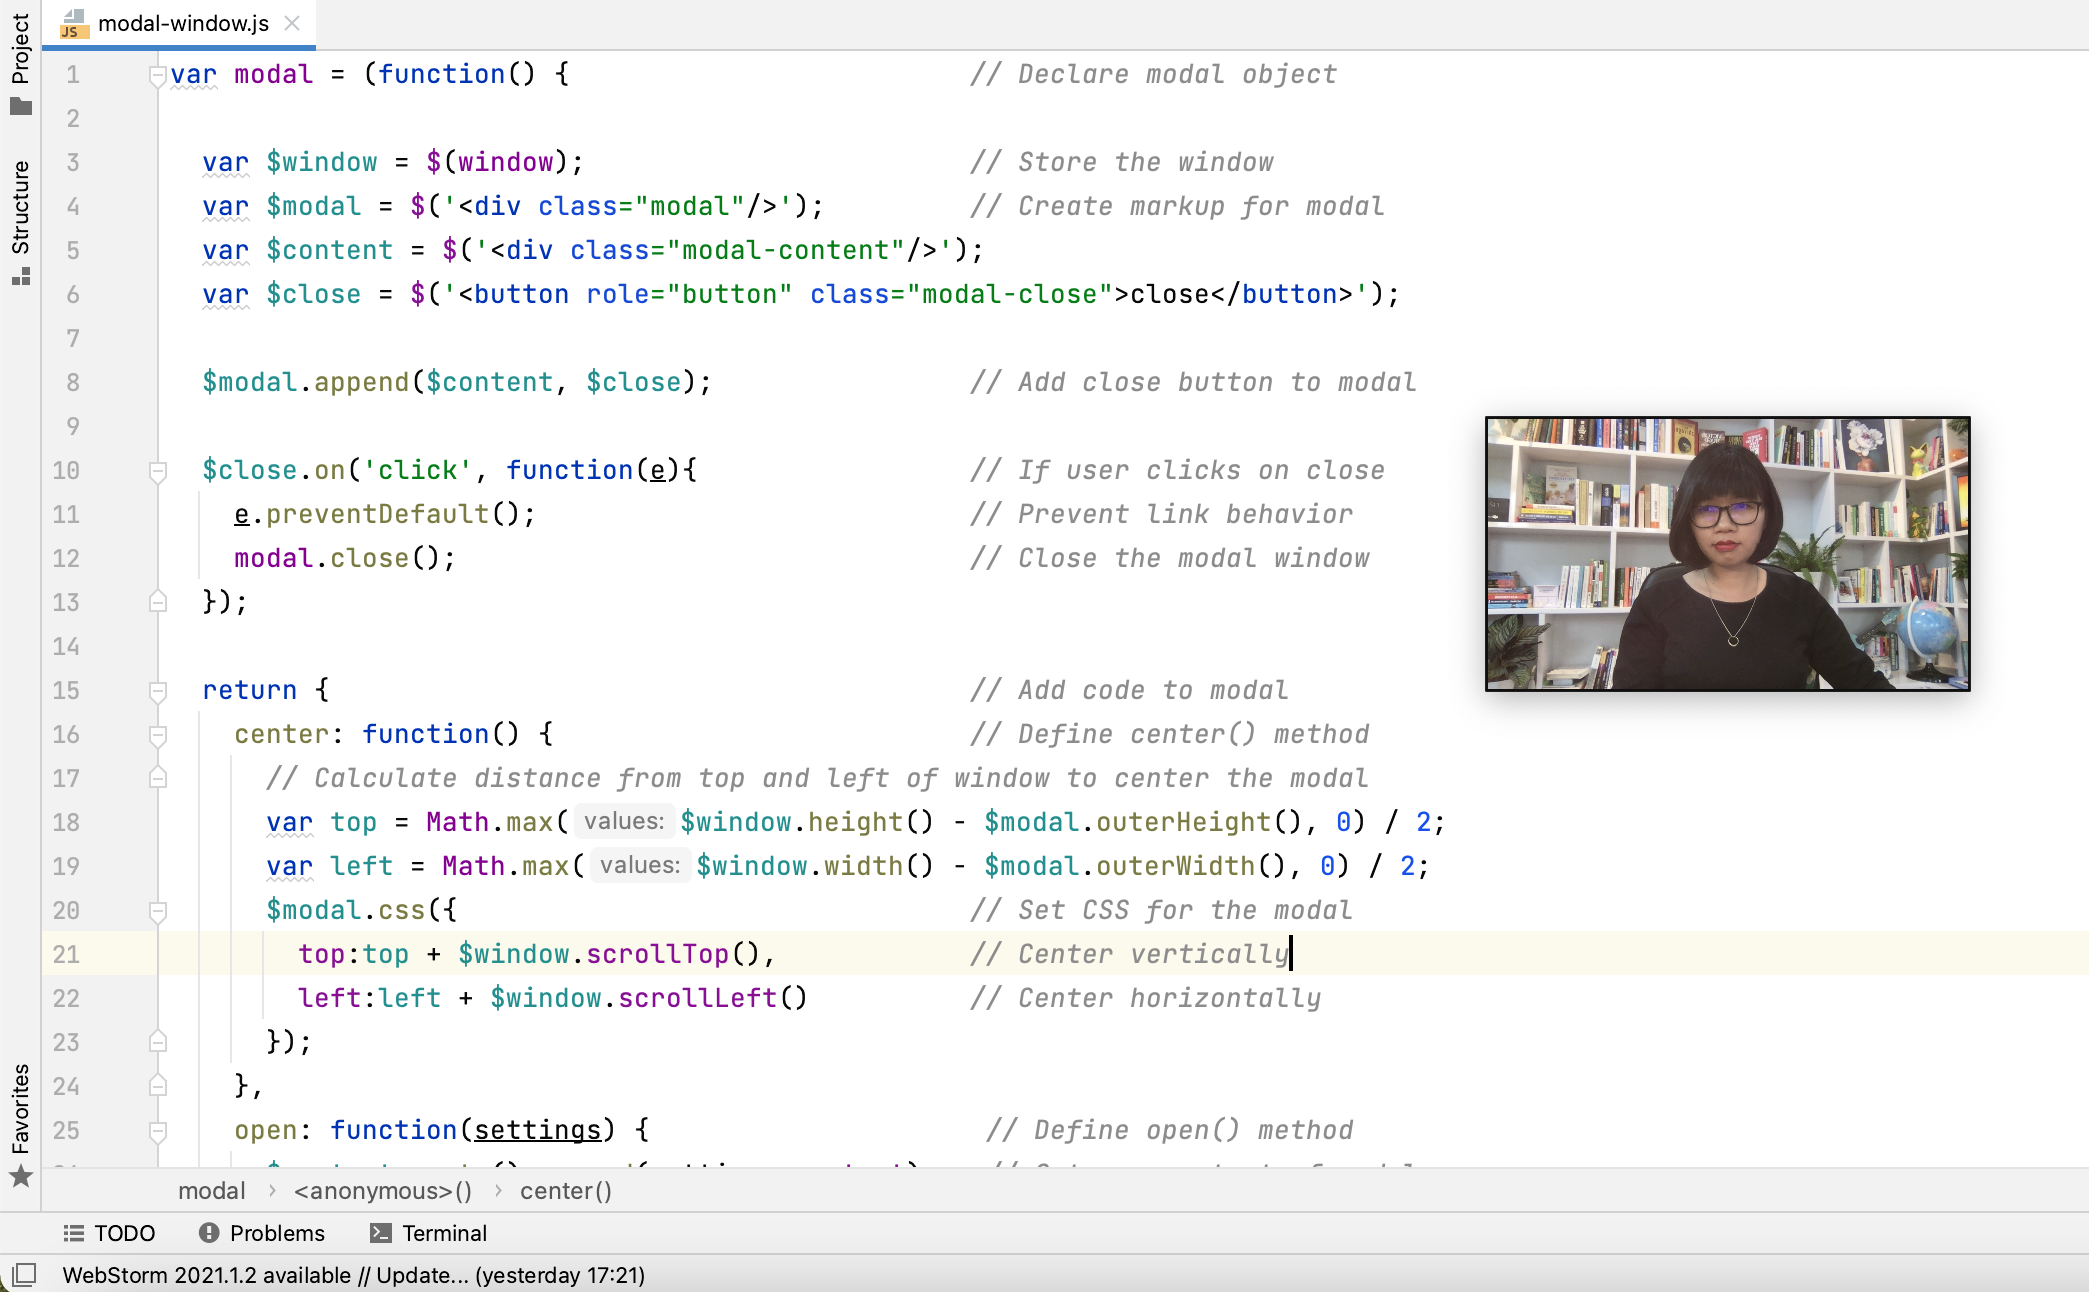 Project
Structure
Favorites
modal-window.js
1 var modal = (function() { // Declare modal object
2
3 var $window = $(window); // Store the window
4 var $modal = $('<div class="modal"/>'); // Create markup for modal
5 var $content = $('<div class="modal-content"/>');
6 var $close = $('<button role="button" class="modal-close">close</button>');
7
8 $modal.append($content, $close); // Add close button to modal
9
10 $close.on('click', function(e){ // If user clicks on close
11 e.preventDefault(); // Prevent link behavior
12 modal.close(); // Close the modal window
13 });
14
15 return { // Add code to modal
16 center: function() { // Define center() method
17 // Calculate distance from top and left of window to center the modal
18 var top = Math.max( values: $window.height() - $modal.outerHeight(), 0) / 2;
19 var left = Math.max( values: $window.width() - $modal.outerWidth(), 0) / 2;
20 $modal.css({ // Set CSS for the modal
21 top:top + $window.scrollTop(), // Center vertically
22 left:left + $window.scrollLeft() // Center horizontally
23 });
24 },
25 open: function(settings) { // Define open() method
modal › <anonymous>() › center()
TODO Problems Terminal
WebStorm 2021.1.2 available // Update... (yesterday 17:21)